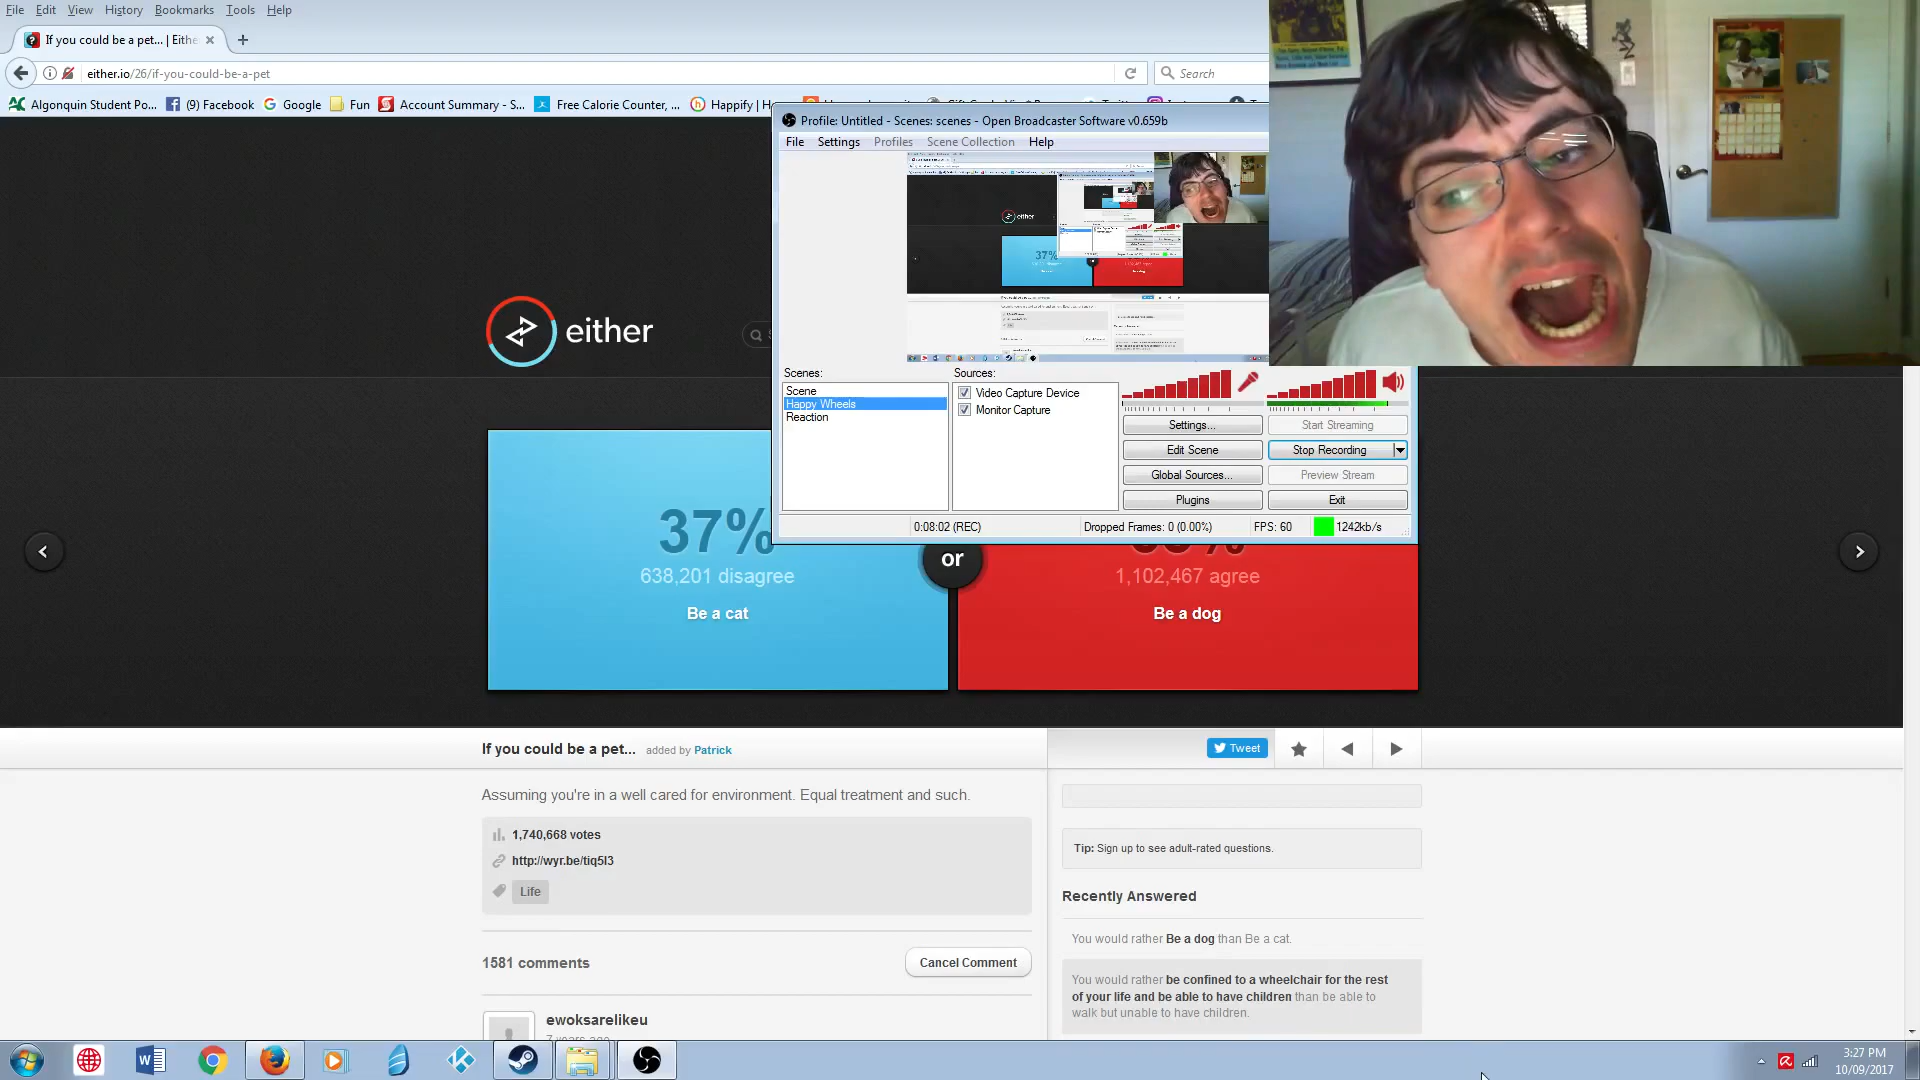 File Edit View History Bookmarks Tools Help
If you could be a pet... | Eithe
either.io/26/if-you-could-be-a-pet
Search
Algonquin Student Po... (9) Facebook Google Fun Account Summary - S... Free Calorie Counter, ... Happify | H
Profile: Untitled - Scenes: scenes - Open Broadcaster Software v0.659b
File Settings Profiles Scene Collection Help
either
37%
either
Scenes:
Sources:
Scene
Happy Wheels
Reaction
Video Capture Device
Monitor Capture
Settings...
Start Streaming
Edit Scene
Stop Recording
Global Sources...
Preview Stream
Plugins
Exit
0:08:02 (REC)
Dropped Frames: 0 (0.00%)
FPS: 60
1242kb/s
37%
638,201 disagree
Be a cat
or
1,102,467 agree
Be a dog
If you could be a pet... added by Patrick
Tweet
Assuming you're in a well cared for environment. Equal treatment and such.
1,740,668 votes
http://wyr.be/tiq5l3
Life
1581 comments
Cancel Comment
ewoksarelikeu
7 years ago
Tip: Sign up to see adult-rated questions.
Recently Answered
You would rather Be a dog than Be a cat.
You would rather be confined to a wheelchair for the rest
of your life and be able to have children than be able to
walk but unable to have children.
3:27 PM
10/09/2017